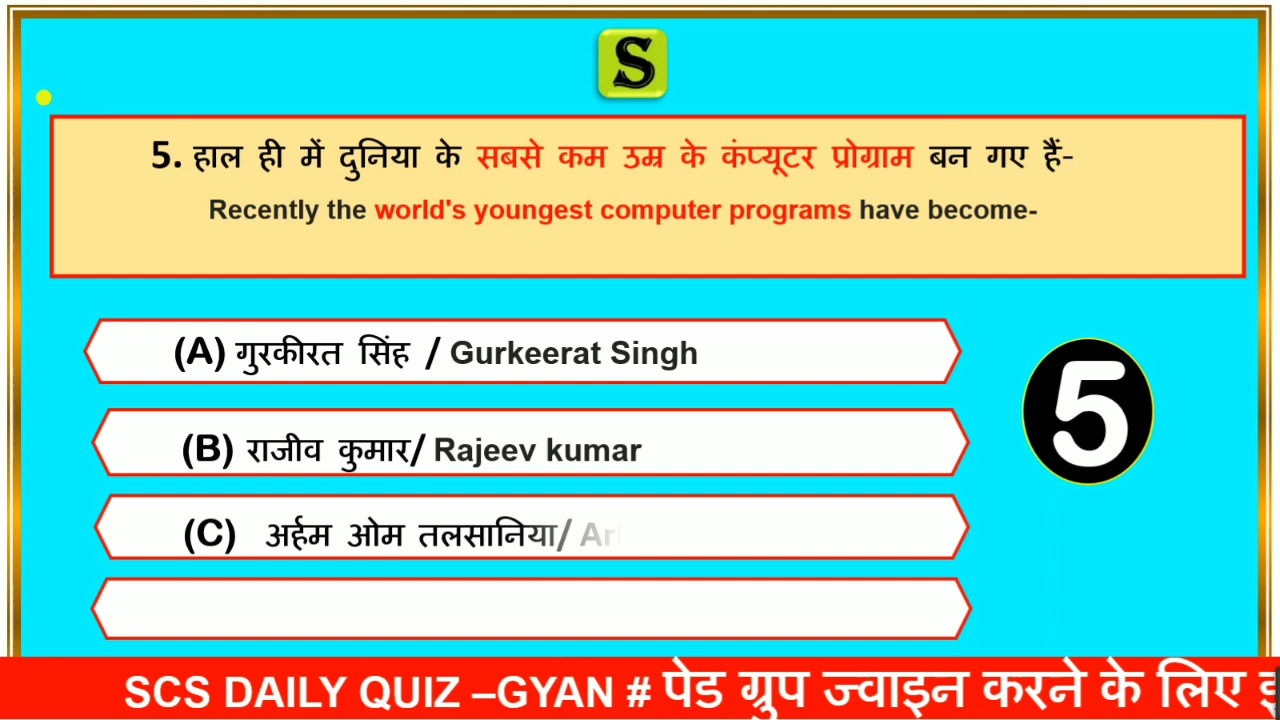 S
5. हाल ही में दुनिया के सबसे कम उम्र के कंप्यूटर प्रोग्राम बन गए हैं-
Recently the world's youngest computer programs have become-
(A) गुरकीरत सिंह / Gurkeerat Singh
5
(B) राजीव कुमार/ Rajeev kumar
(C) अर्हम ओम तलसानिया/
SCS DAILY QUIZ –GYAN # पेड ग्रुप ज्वाइन करने के लिए